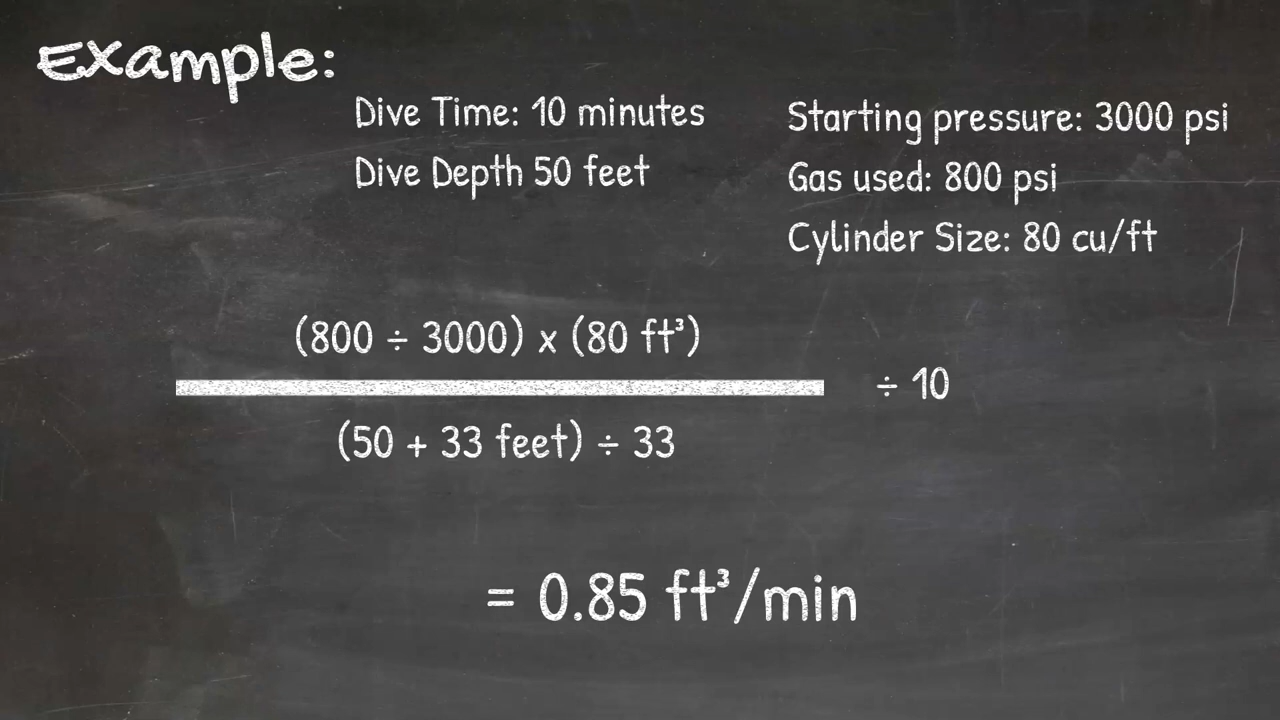 Example:
Dive Time: 10 minutes
Dive Depth 50 feet
Starting pressure: 3000 psi
Gas used: 800 psi
Cylinder Size: 80 cu/ft
(800 ÷ 3000) x (80 ft³)
÷ 10
(50 + 33 feet) ÷ 33
= 0.85 ft³/min